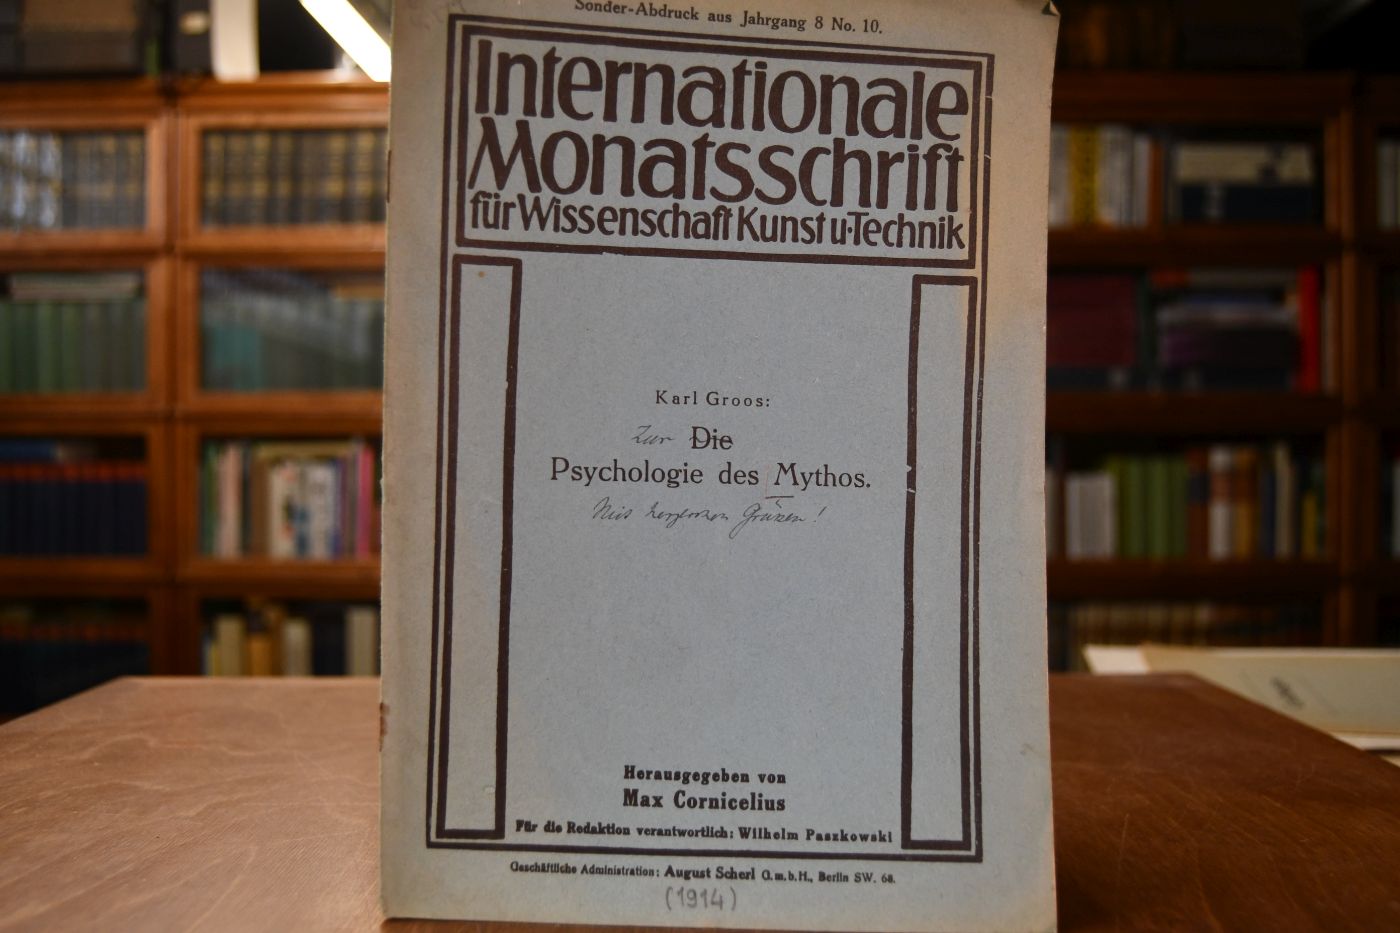 Sonder-Abdruck aus Jahrgang 8 No. 10.
Internationale
Monatsschrift
für Wissenschaft Kunst u. Technik
Karl Groos:
Zur Die
Psychologie des Mythos.
Mit herzlichen Grüßen!
Herausgegeben von
Max Cornicelius
Für die Redaktion verantwortlich: Wilhelm Paszkowski
Geschäftliche Administration: August Scherl G.m.b.H., Berlin SW. 68.
(1914)